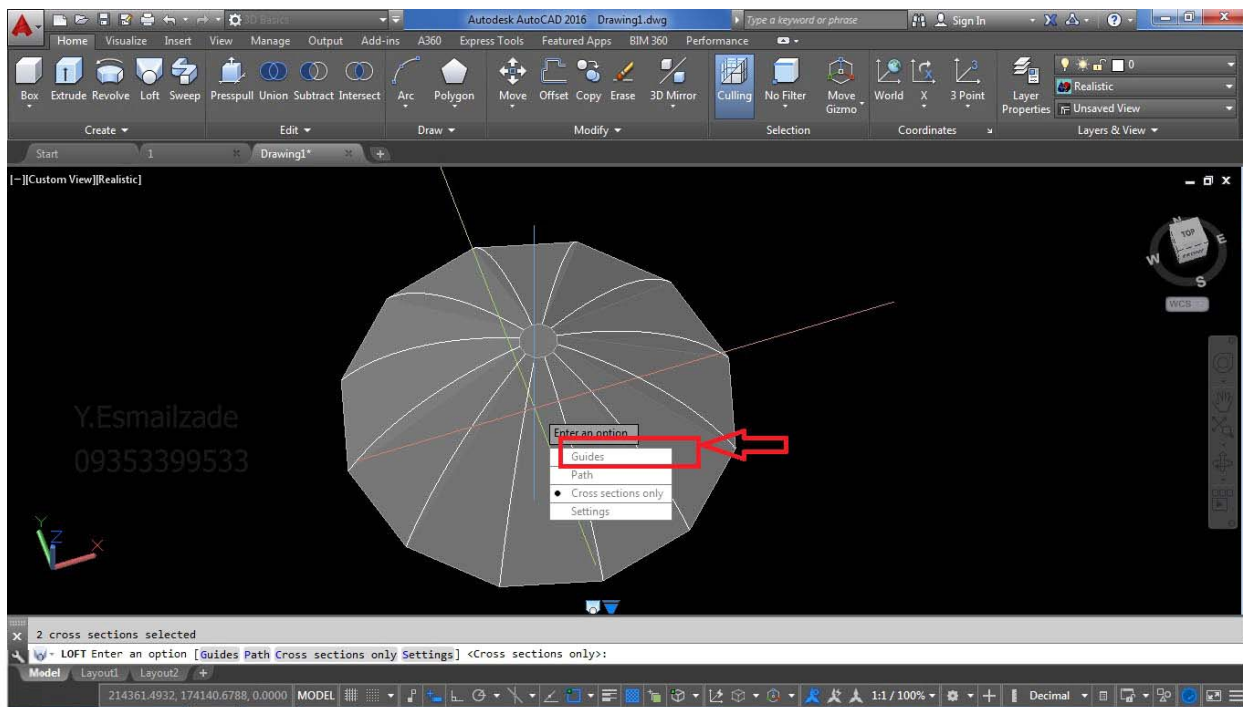 3D Basics
Autodesk AutoCAD 2016 Drawing1.dwg
Type a keyword or phrase
Sign In
Home Visualize Insert View Manage Output Add-ins A360 Express Tools Featured Apps BIM 360 Performance
Box Extrude Revolve Loft Sweep Presspull Union Subtract Intersect Arc Polygon Move Offset Copy Erase 3D Mirror Culling No Filter Move Gizmo World X 3 Point Layer Properties
0
Realistic
Unsaved View
Create Edit Draw Modify Selection Coordinates Layers & View
Start 1 Drawing1* +
[−][Custom View][Realistic]
N
TOP
E
FRONT
W
S
WCS
Y.Esmailzade
09353399533
Enter an option
Guides
Path
Cross sections only
Settings
Y
Z
X
2 cross sections selected
LOFT Enter an option [Guides Path Cross sections only Settings] <Cross sections only>:
Model Layout1 Layout2 +
214361.4932, 174140.6788, 0.0000 MODEL 1:1 / 100% Decimal